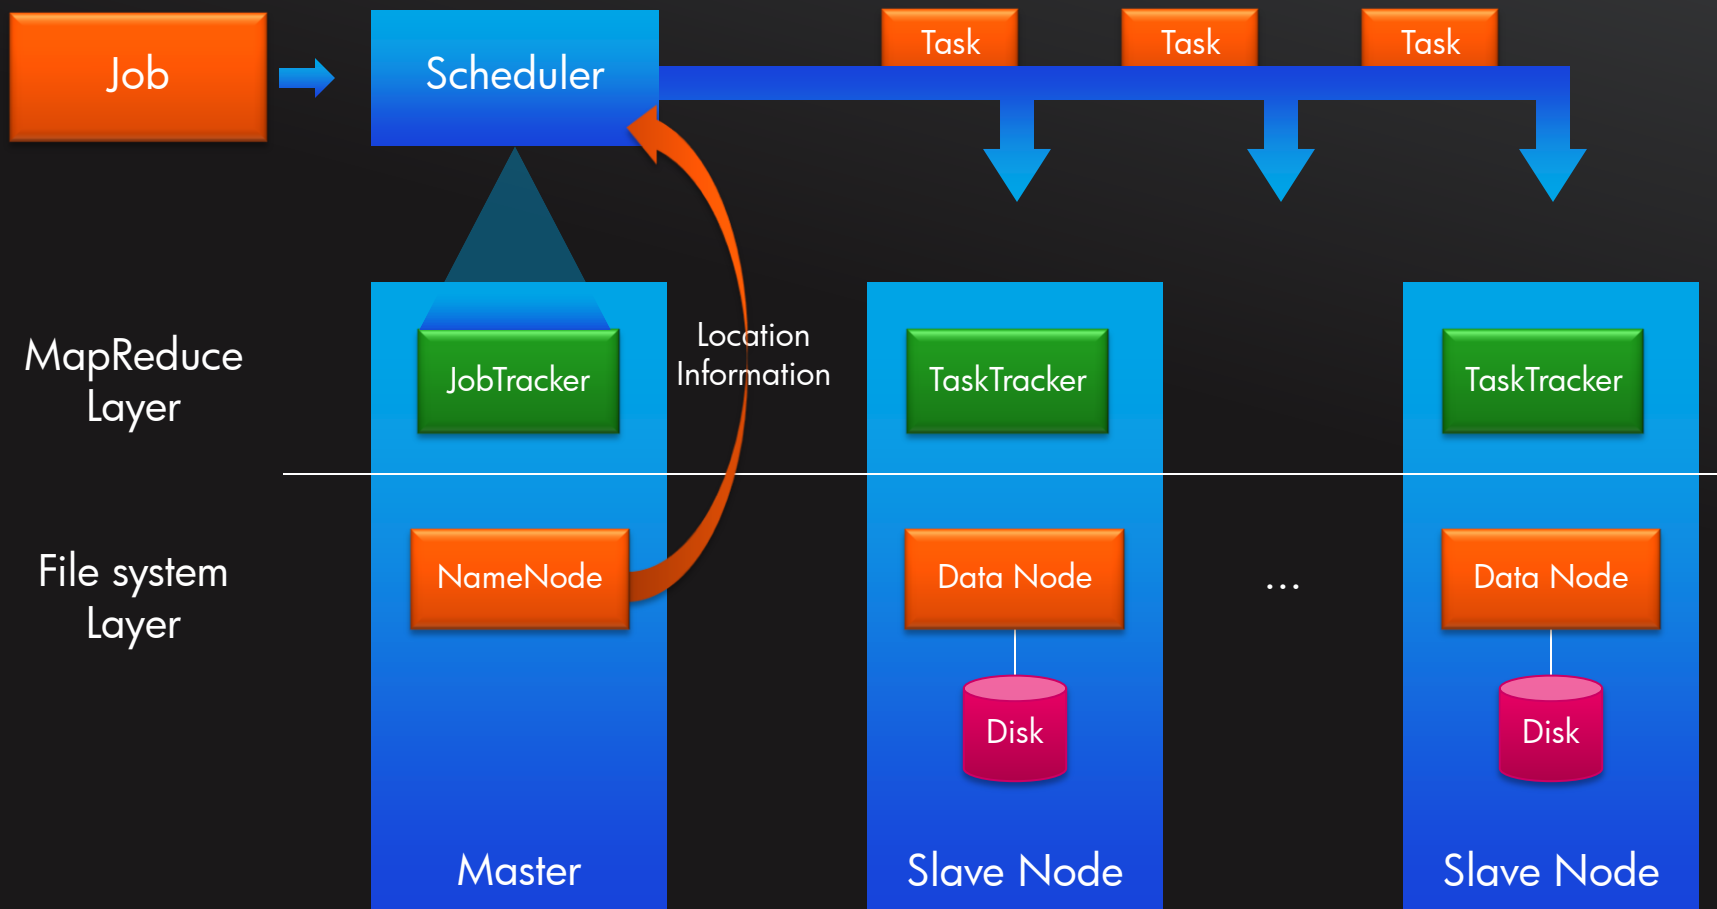 Job
Scheduler
Task
Task
Task
MapReduce
Layer
JobTracker
Location
Information
TaskTracker
TaskTracker
File system
Layer
NameNode
Data Node
...
Data Node
Disk
Disk
Master
Slave Node
Slave Node